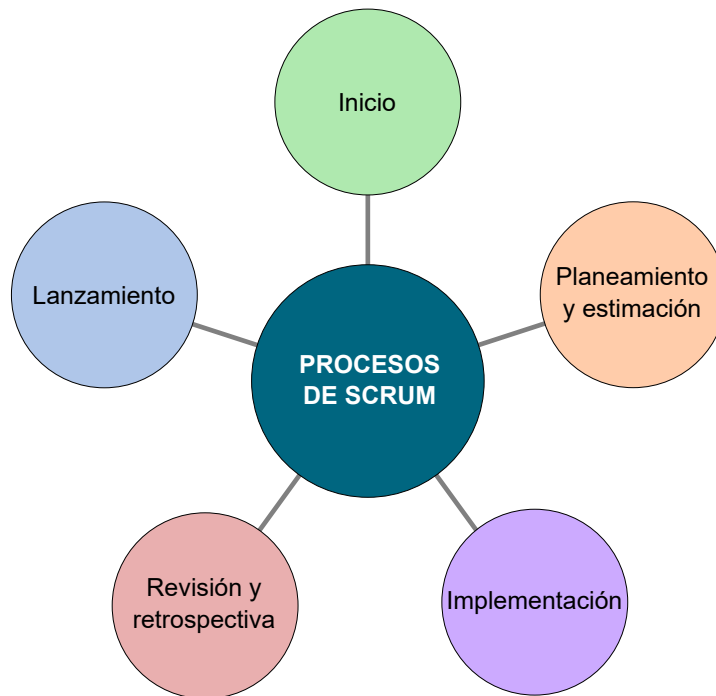 Inicio
Planeamiento
y estimación
Lanzamiento
PROCESOS
DE SCRUM
Implementación
Revisión y
retrospectiva